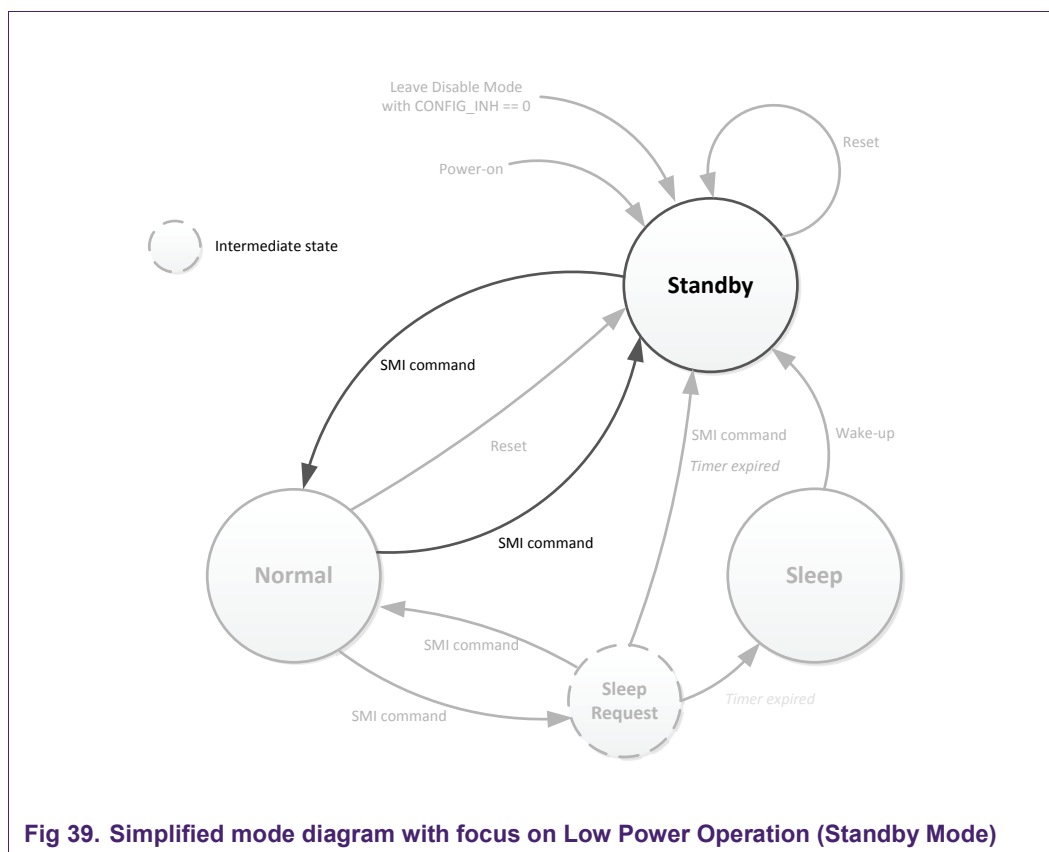 Leave Disable Mode
with CONFIG_INH == 0
Reset
Power-on
Intermediate state
Standby
SMI command
Reset
SMI command
Timer expired
Wake-up
SMI command
Normal
Sleep
SMI command
Sleep
Request
Timer expired
SMI command
Fig 39. Simplified mode diagram with focus on Low Power Operation (Standby Mode)